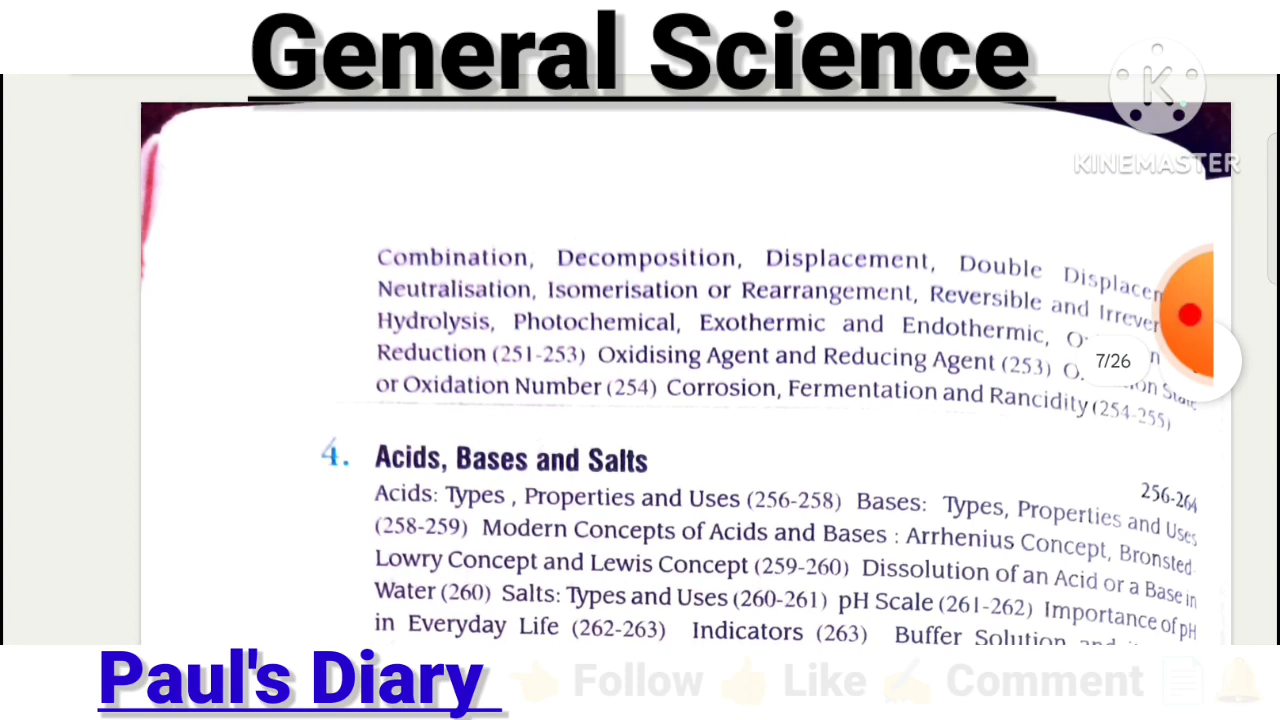 General Science
K
KINEMASTER
Combination, Decomposition, Displacement, Double
Neutralisation, Isomerisation or Rearrangement, Reversible and
Hydrolysis, Photochemical, Exothermic and Endothermic,
Reduction (251-253) Oxidising Agent and Reducing Agent (253)
7/26
or Oxidation Number (254) Corrosion, Fermentation and Rancidity (254-255)
4. Acids, Bases and Salts
256-264
Acids: Types , Properties and Uses (256-258) Bases: Types, Properties and Uses
(258-259) Modern Concepts of Acids and Bases : Arrhenius Concept, Bronsted-
Lowry Concept and Lewis Concept (259-260) Dissolution of an Acid or a Base in
Water (260) Salts: Types and Uses (260-261) pH Scale (261-262) Importance of pH
in Everyday Life (262-263) Indicators (263) Buffer Solution and
Paul's Diary
Follow Like Comment